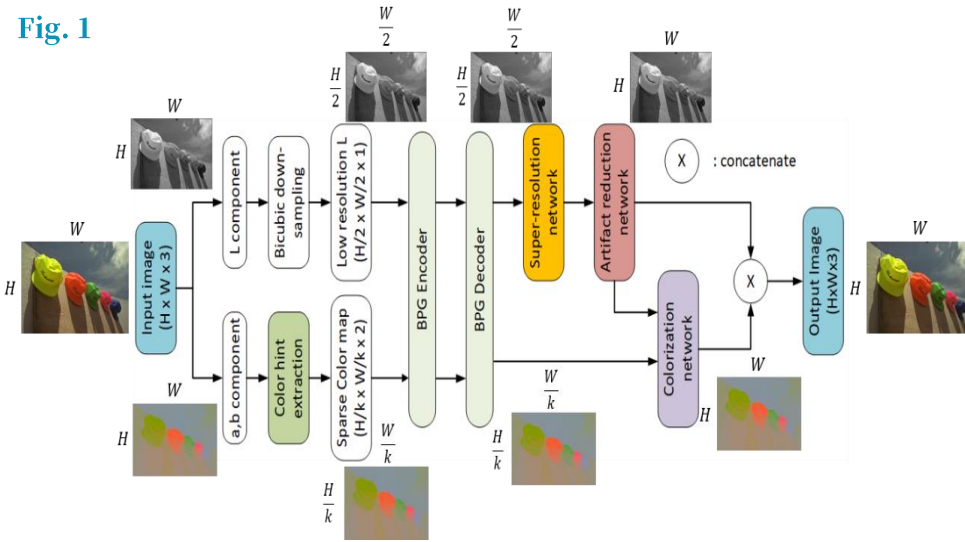 Fig. 1
W
H
W
H
Input image
(H x W x 3)
L component
Bicubic down-
sampling
Low resolution L
(H/2 x W/2 x 1)
W/2
H/2
BPG Encoder
BPG Decoder
W/2
H/2
Super-resolution
network
Artifact reduction
network
W
H
X
: concatenate
a,b component
W
H
Color hint
extraction
Sparse Color map
(H/k x W/k x 2)
W/k
H/k
W/k
H/k
Colorization
network
W
H
X
Output Image
(HxWx3)
W
H